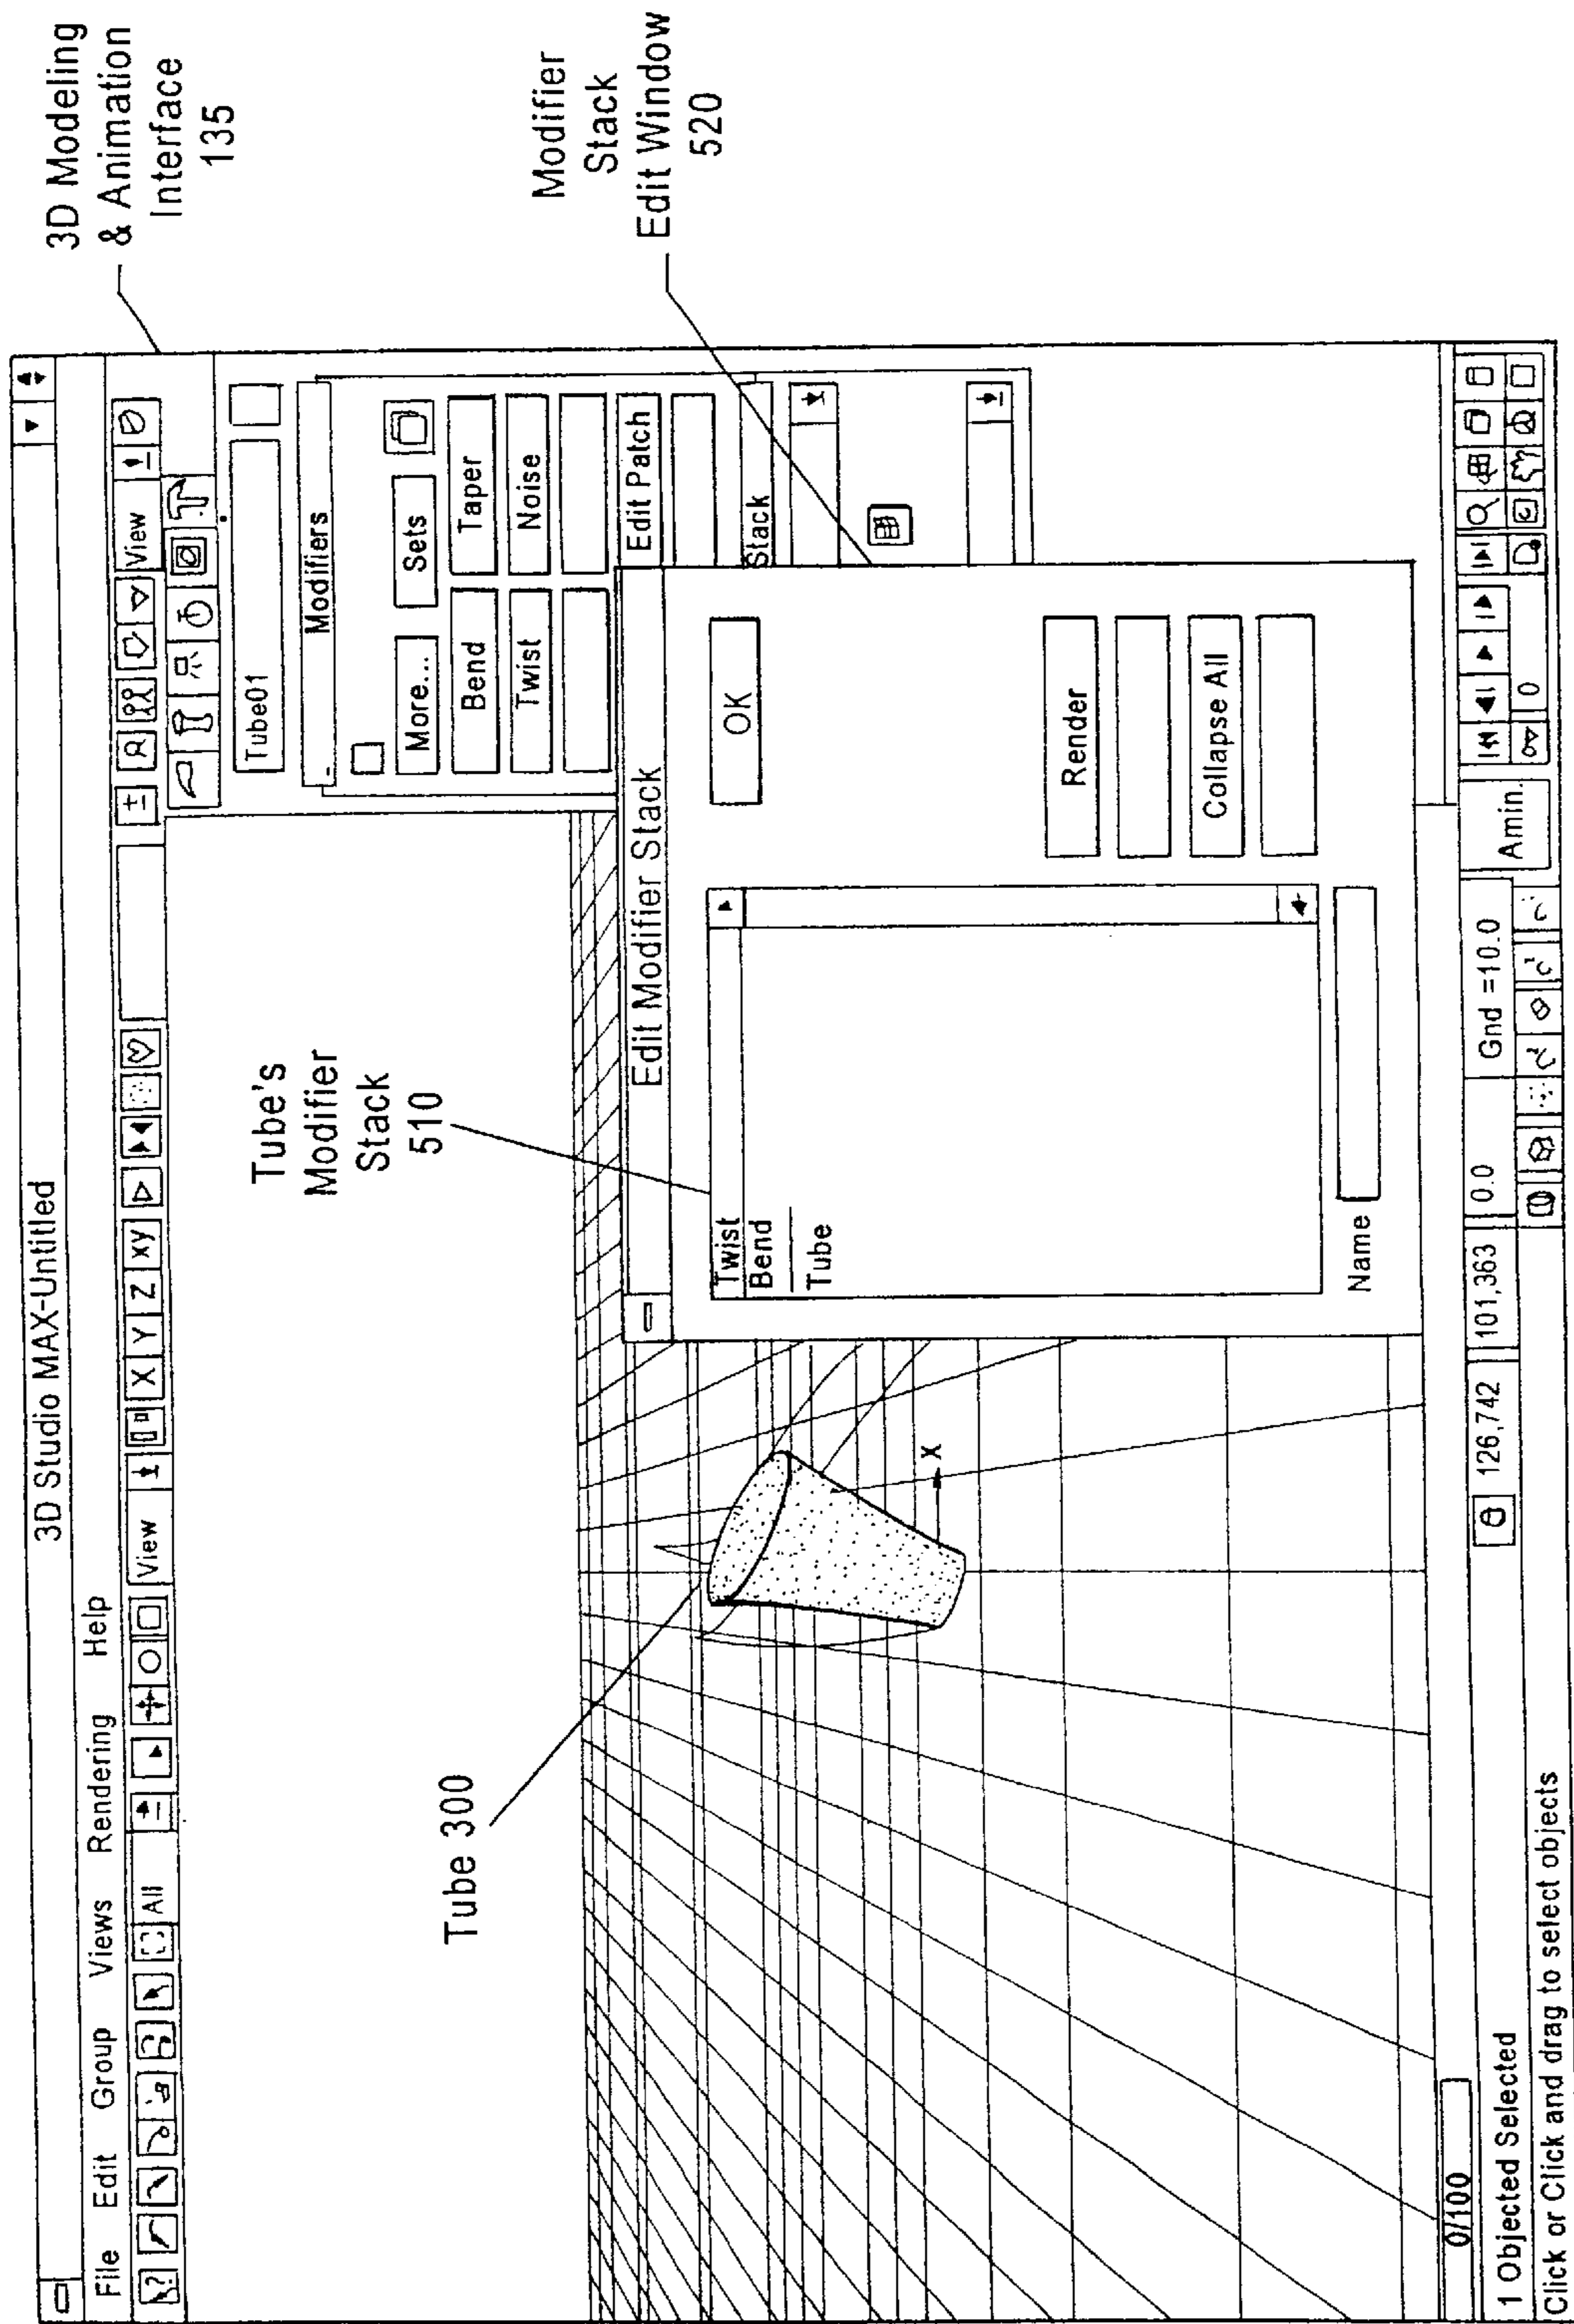 3D Studio MAX-Untitled
File Edit Group Views Rendering Help
All View X Y Z xy View
3D Modeling
& Animation
Interface
135
Tube01
Modifiers
More... Sets
Bend Taper
Twist Noise
Edit Patch
Stack
Modifier
Stack
Edit Window
520
Tube's
Modifier
Stack
510
Tube 300
Edit Modifier Stack
Twist
Bend
Tube
OK
Render
Collapse All
Name
x
0/100
1 Objected Selected
126,742 101,363 0.0 Gnd =10.0
Amin.
0
Click or Click and drag to select objects